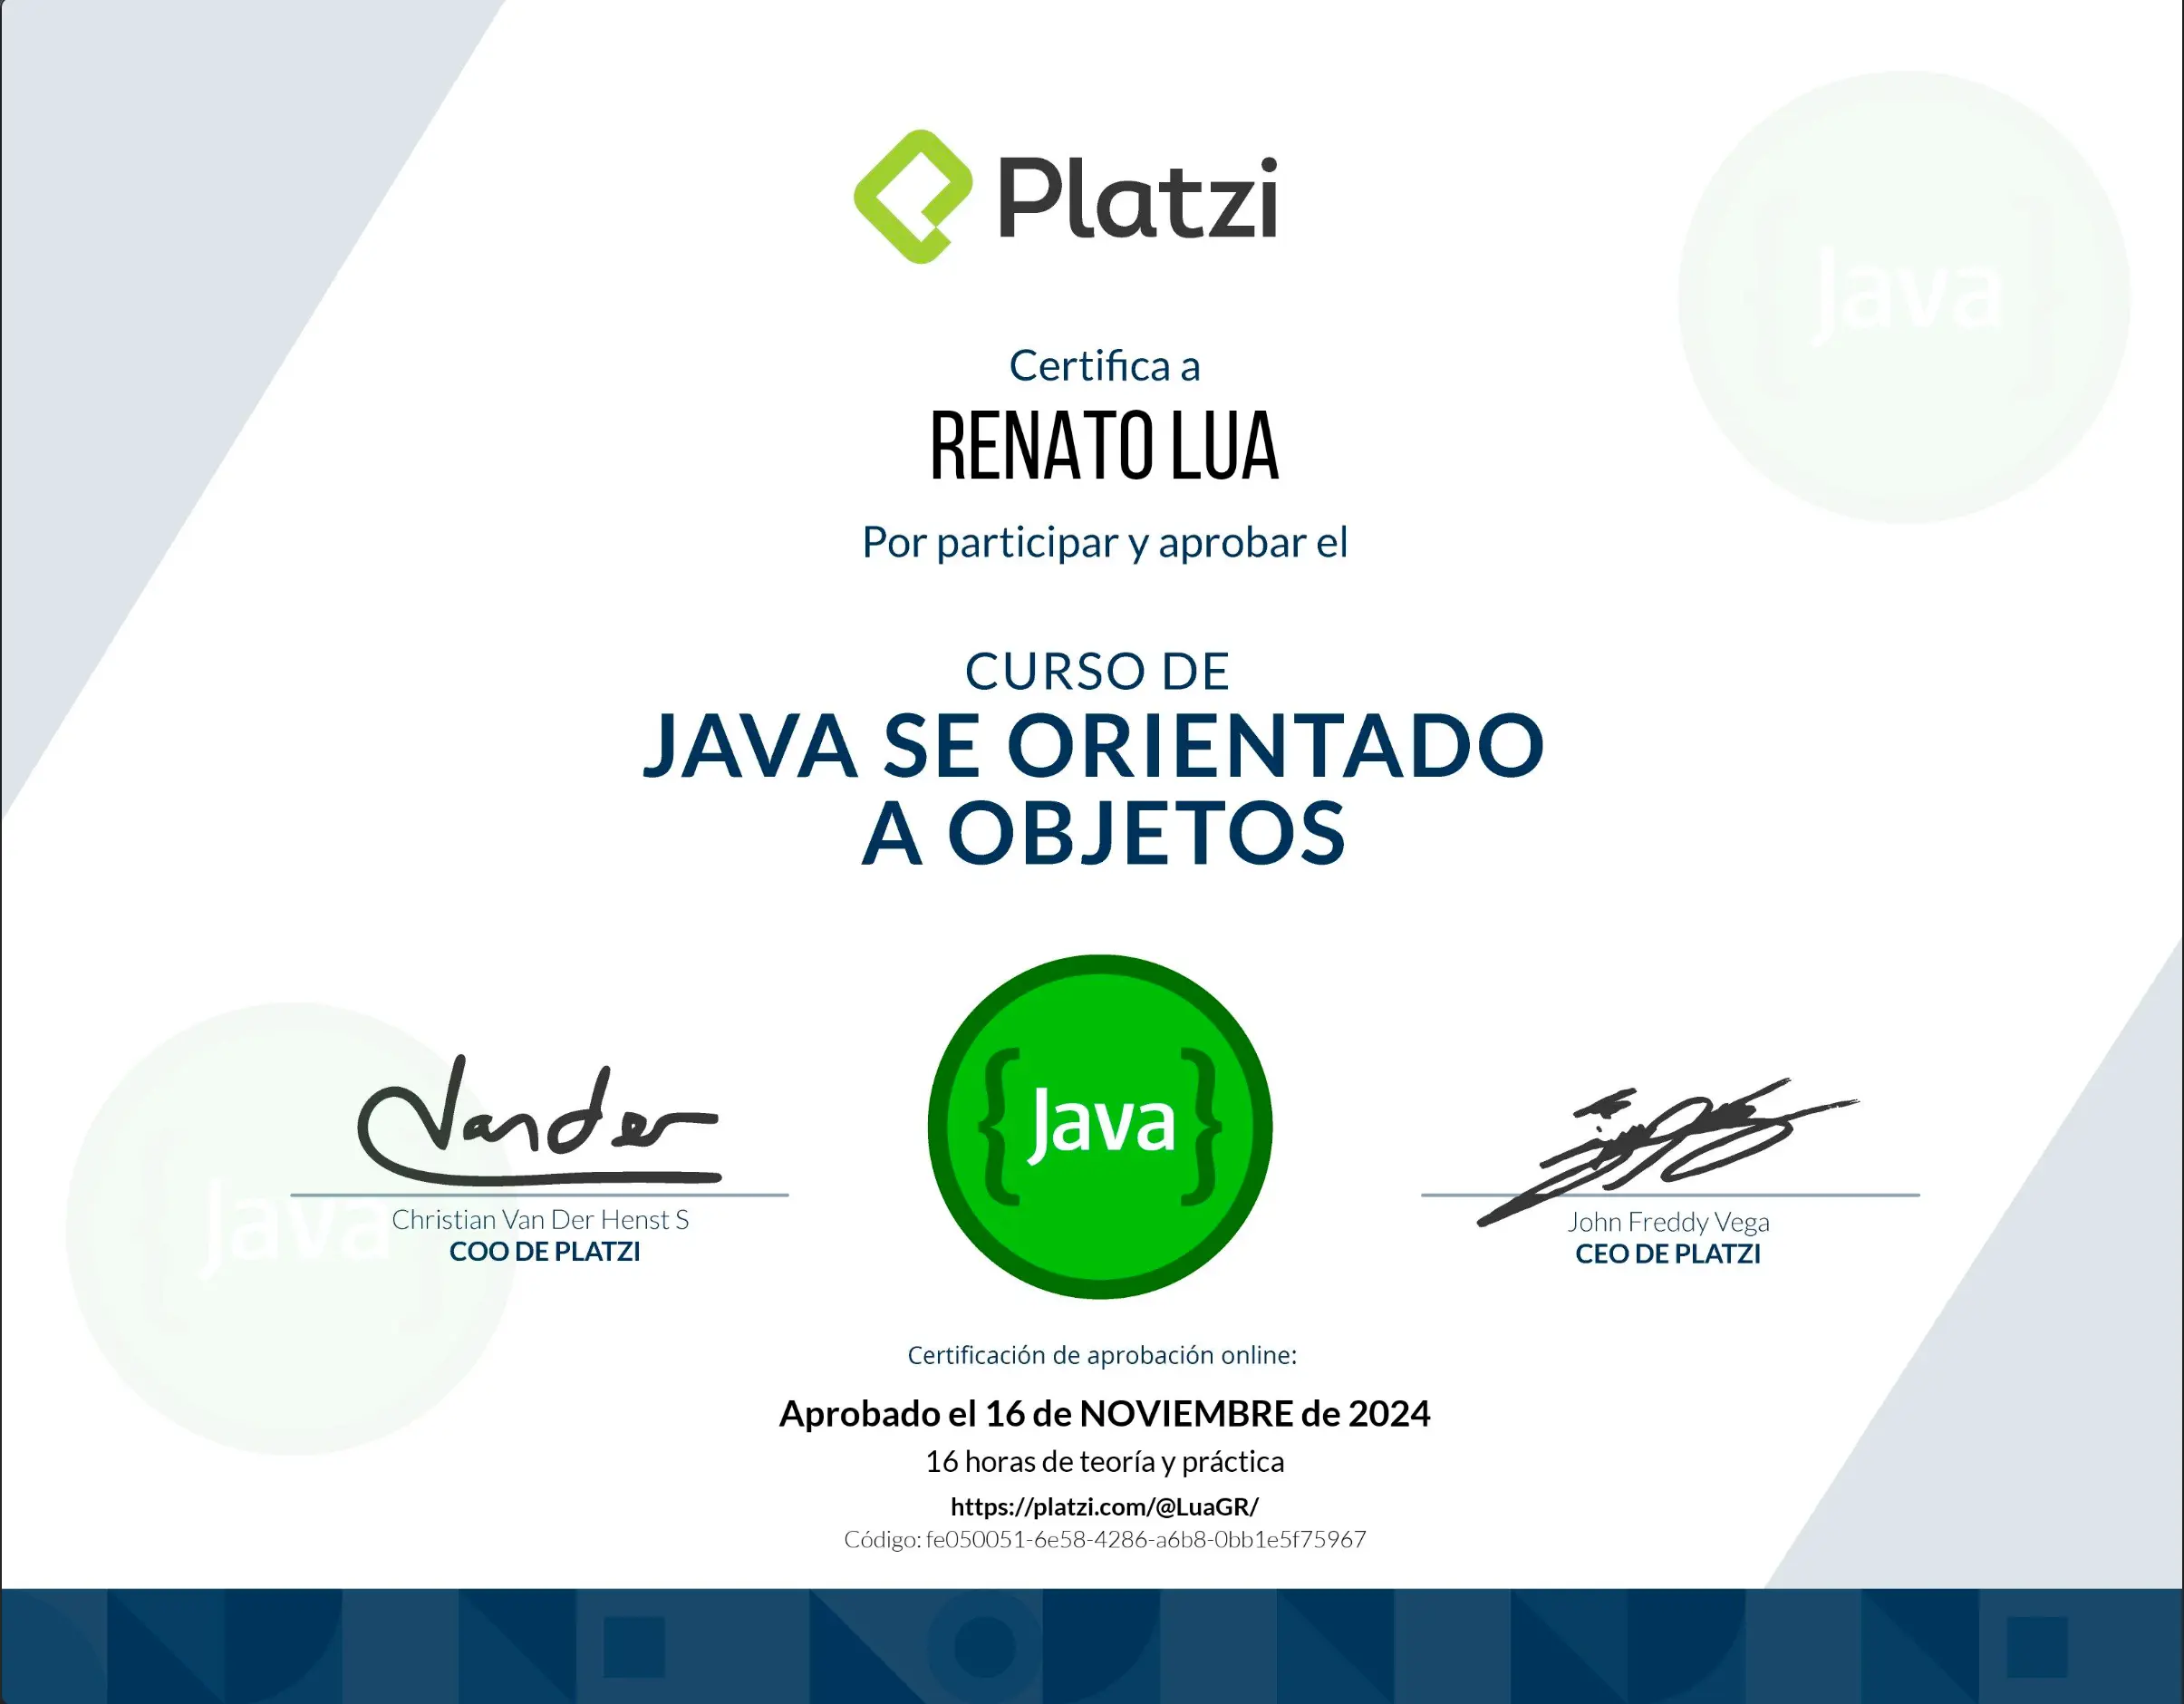 Platzi
Java
Certifica a
RENATO LUA
Por participar y aprobar el
CURSO DE
JAVA SE ORIENTADO
A OBJETOS
Vander
{ Java }
Java
Christian Van Der Henst S
COO DE PLATZI
John Freddy Vega
CEO DE PLATZI
Certificación de aprobación online:
Aprobado el 16 de NOVIEMBRE de 2024
16 horas de teoría y práctica
https://platzi.com/@LuaGR/
Código: fe050051-6e58-4286-a6b8-0bb1e5f75967